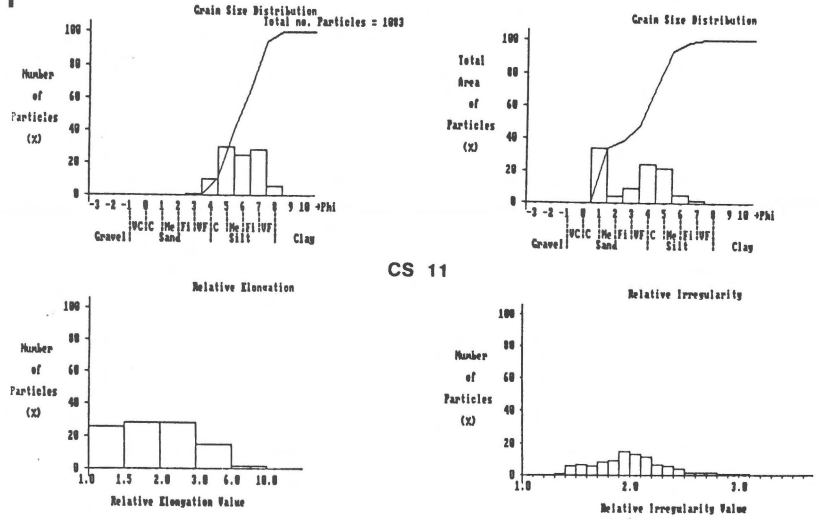 Grain Size Distribution
Total no. Particles = 1003
100
80
60
40
20
0
Number
of
Particles
(%)
-3 -2 -1 0 1 2 3 4 5 6 7 8 9 10 →Phi
VC C Me Fi VF C Me Fi VF
Gravel Sand Silt Clay
Grain Size Distribution
100
80
60
40
20
0
Total
Area
of
Particles
(%)
-3 -2 -1 0 1 2 3 4 5 6 7 8 9 10 →Phi
VC C Me Fi VF C Me Fi VF
Gravel Sand Silt Clay
CS 11
Relative Elongation
100
80
60
40
20
0
Number
of
Particles
(%)
1.0 1.5 2.0 3.0 6.0 10.0
Relative Elongation Value
Relative Irregularity
100
80
60
40
20
0
Number
of
Particles
(%)
1.0 2.0 3.0
Relative Irregularity Value